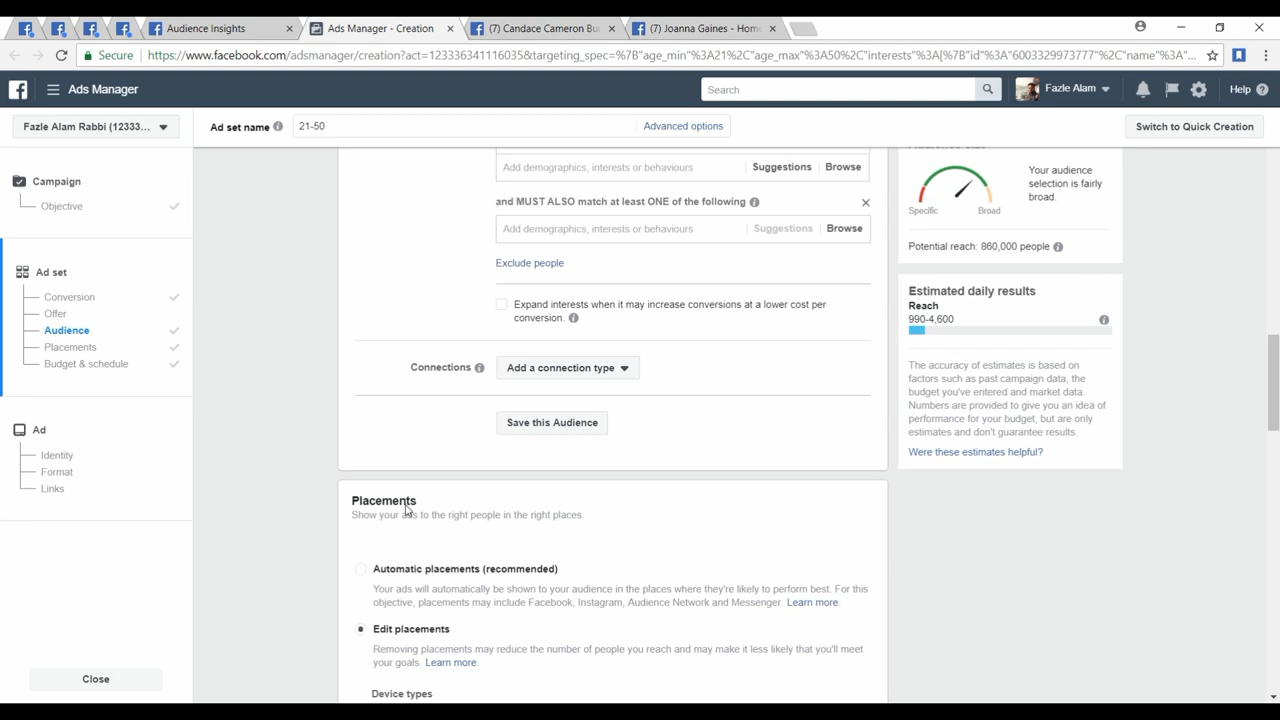 Audience Insights
Ads Manager - Creation
(7) Candace Cameron Bu
(7) Joanna Gaines - Home
Secure
https://www.facebook.com/adsmanager/creation?act=1233363411116035&targeting_spec=%7B"age_min"%3A21%2C"age_max"%3A50%2C"interests"%3A[%7B"id"%3A"6003329973777"%2C"name"%3A"...
Ads Manager
Search
Fazle Alam
Help
Fazle Alam Rabbi (12333...
Ad set name
21-50
Advanced options
Switch to Quick Creation
Campaign
Objective
Ad set
Conversion
Offer
Audience
Placements
Budget & schedule
Ad
Identity
Format
Links
Close
Add demographics, interests or behaviours
Suggestions
Browse
and MUST ALSO match at least ONE of the following
Add demographics, interests or behaviours
Suggestions
Browse
Exclude people
Expand interests when it may increase conversions at a lower cost per
conversion.
Connections
Add a connection type
Save this Audience
Placements
Show your ads to the right people in the right places.
Automatic placements (recommended)
Your ads will automatically be shown to your audience in the places where they're likely to perform best. For this
objective, placements may include Facebook, Instagram, Audience Network and Messenger. Learn more.
Edit placements
Removing placements may reduce the number of people you reach and may make it less likely that you'll meet
your goals. Learn more.
Device types
Your audience
selection is fairly
broad.
Specific
Broad
Potential reach: 860,000 people
Estimated daily results
Reach
990-4,600
The accuracy of estimates is based on
factors such as past campaign data, the
budget you've entered and market data.
Numbers are provided to give you an idea of
performance for your budget, but are only
estimates and don't guarantee results.
Were these estimates helpful?